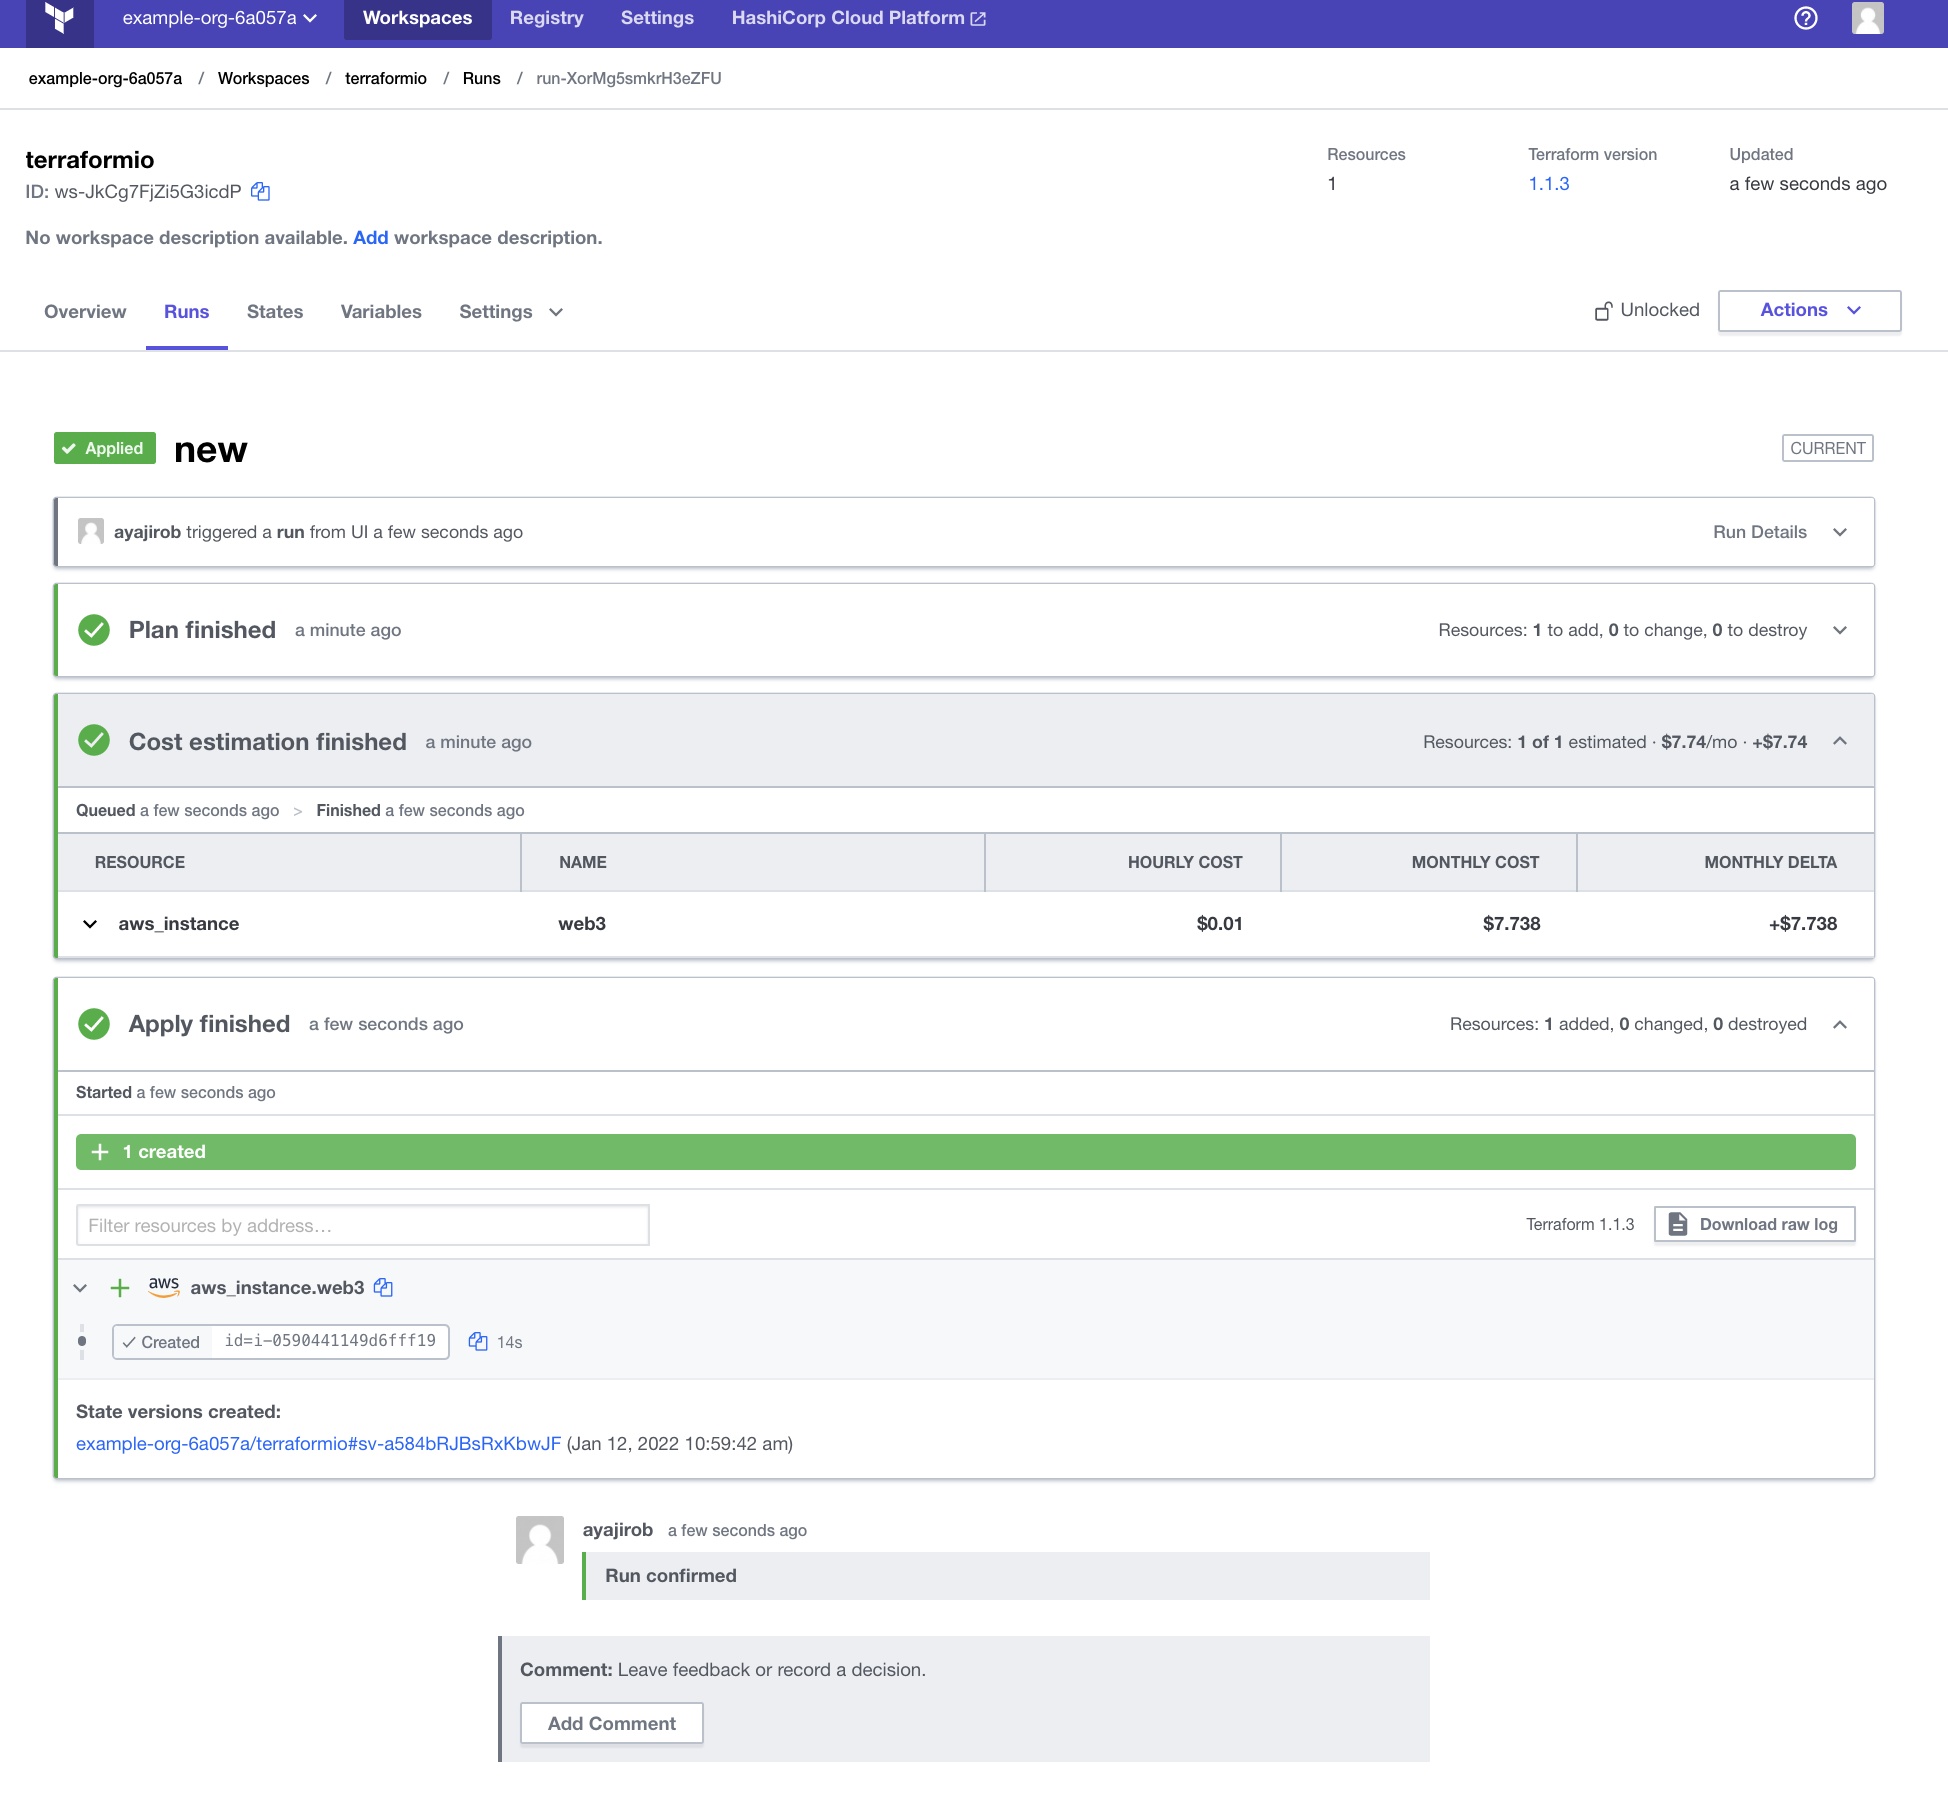 example-org-6a057a Workspaces Registry Settings HashiCorp Cloud Platform
example-org-6a057a / Workspaces / terraformio / Runs / run-XorMg5smkrH3eZFU
terraformio
ID: ws-JkCg7FjZi5G3icdP
No workspace description available. Add workspace description.
Resources
1
Terraform version
1.1.3
Updated
a few seconds ago
Overview Runs States Variables Settings
Unlocked
Actions
Applied
new
CURRENT
ayajirob triggered a run from UI a few seconds ago
Run Details
Plan finished a minute ago
Resources: 1 to add, 0 to change, 0 to destroy
Cost estimation finished a minute ago
Resources: 1 of 1 estimated · $7.74/mo · +$7.74
Queued a few seconds ago > Finished a few seconds ago
RESOURCE NAME HOURLY COST MONTHLY COST MONTHLY DELTA
aws_instance web3 $0.01 $7.738 +$7.738
Apply finished a few seconds ago
Resources: 1 added, 0 changed, 0 destroyed
Started a few seconds ago
+ 1 created
Filter resources by address…
Terraform 1.1.3
Download raw log
+ aws aws_instance.web3
Created id=i-0590441149d6fff19 14s
State versions created:
example-org-6a057a/terraformio#sv-a584bRJBsRxKbwJF (Jan 12, 2022 10:59:42 am)
ayajirob a few seconds ago
Run confirmed
Comment: Leave feedback or record a decision.
Add Comment